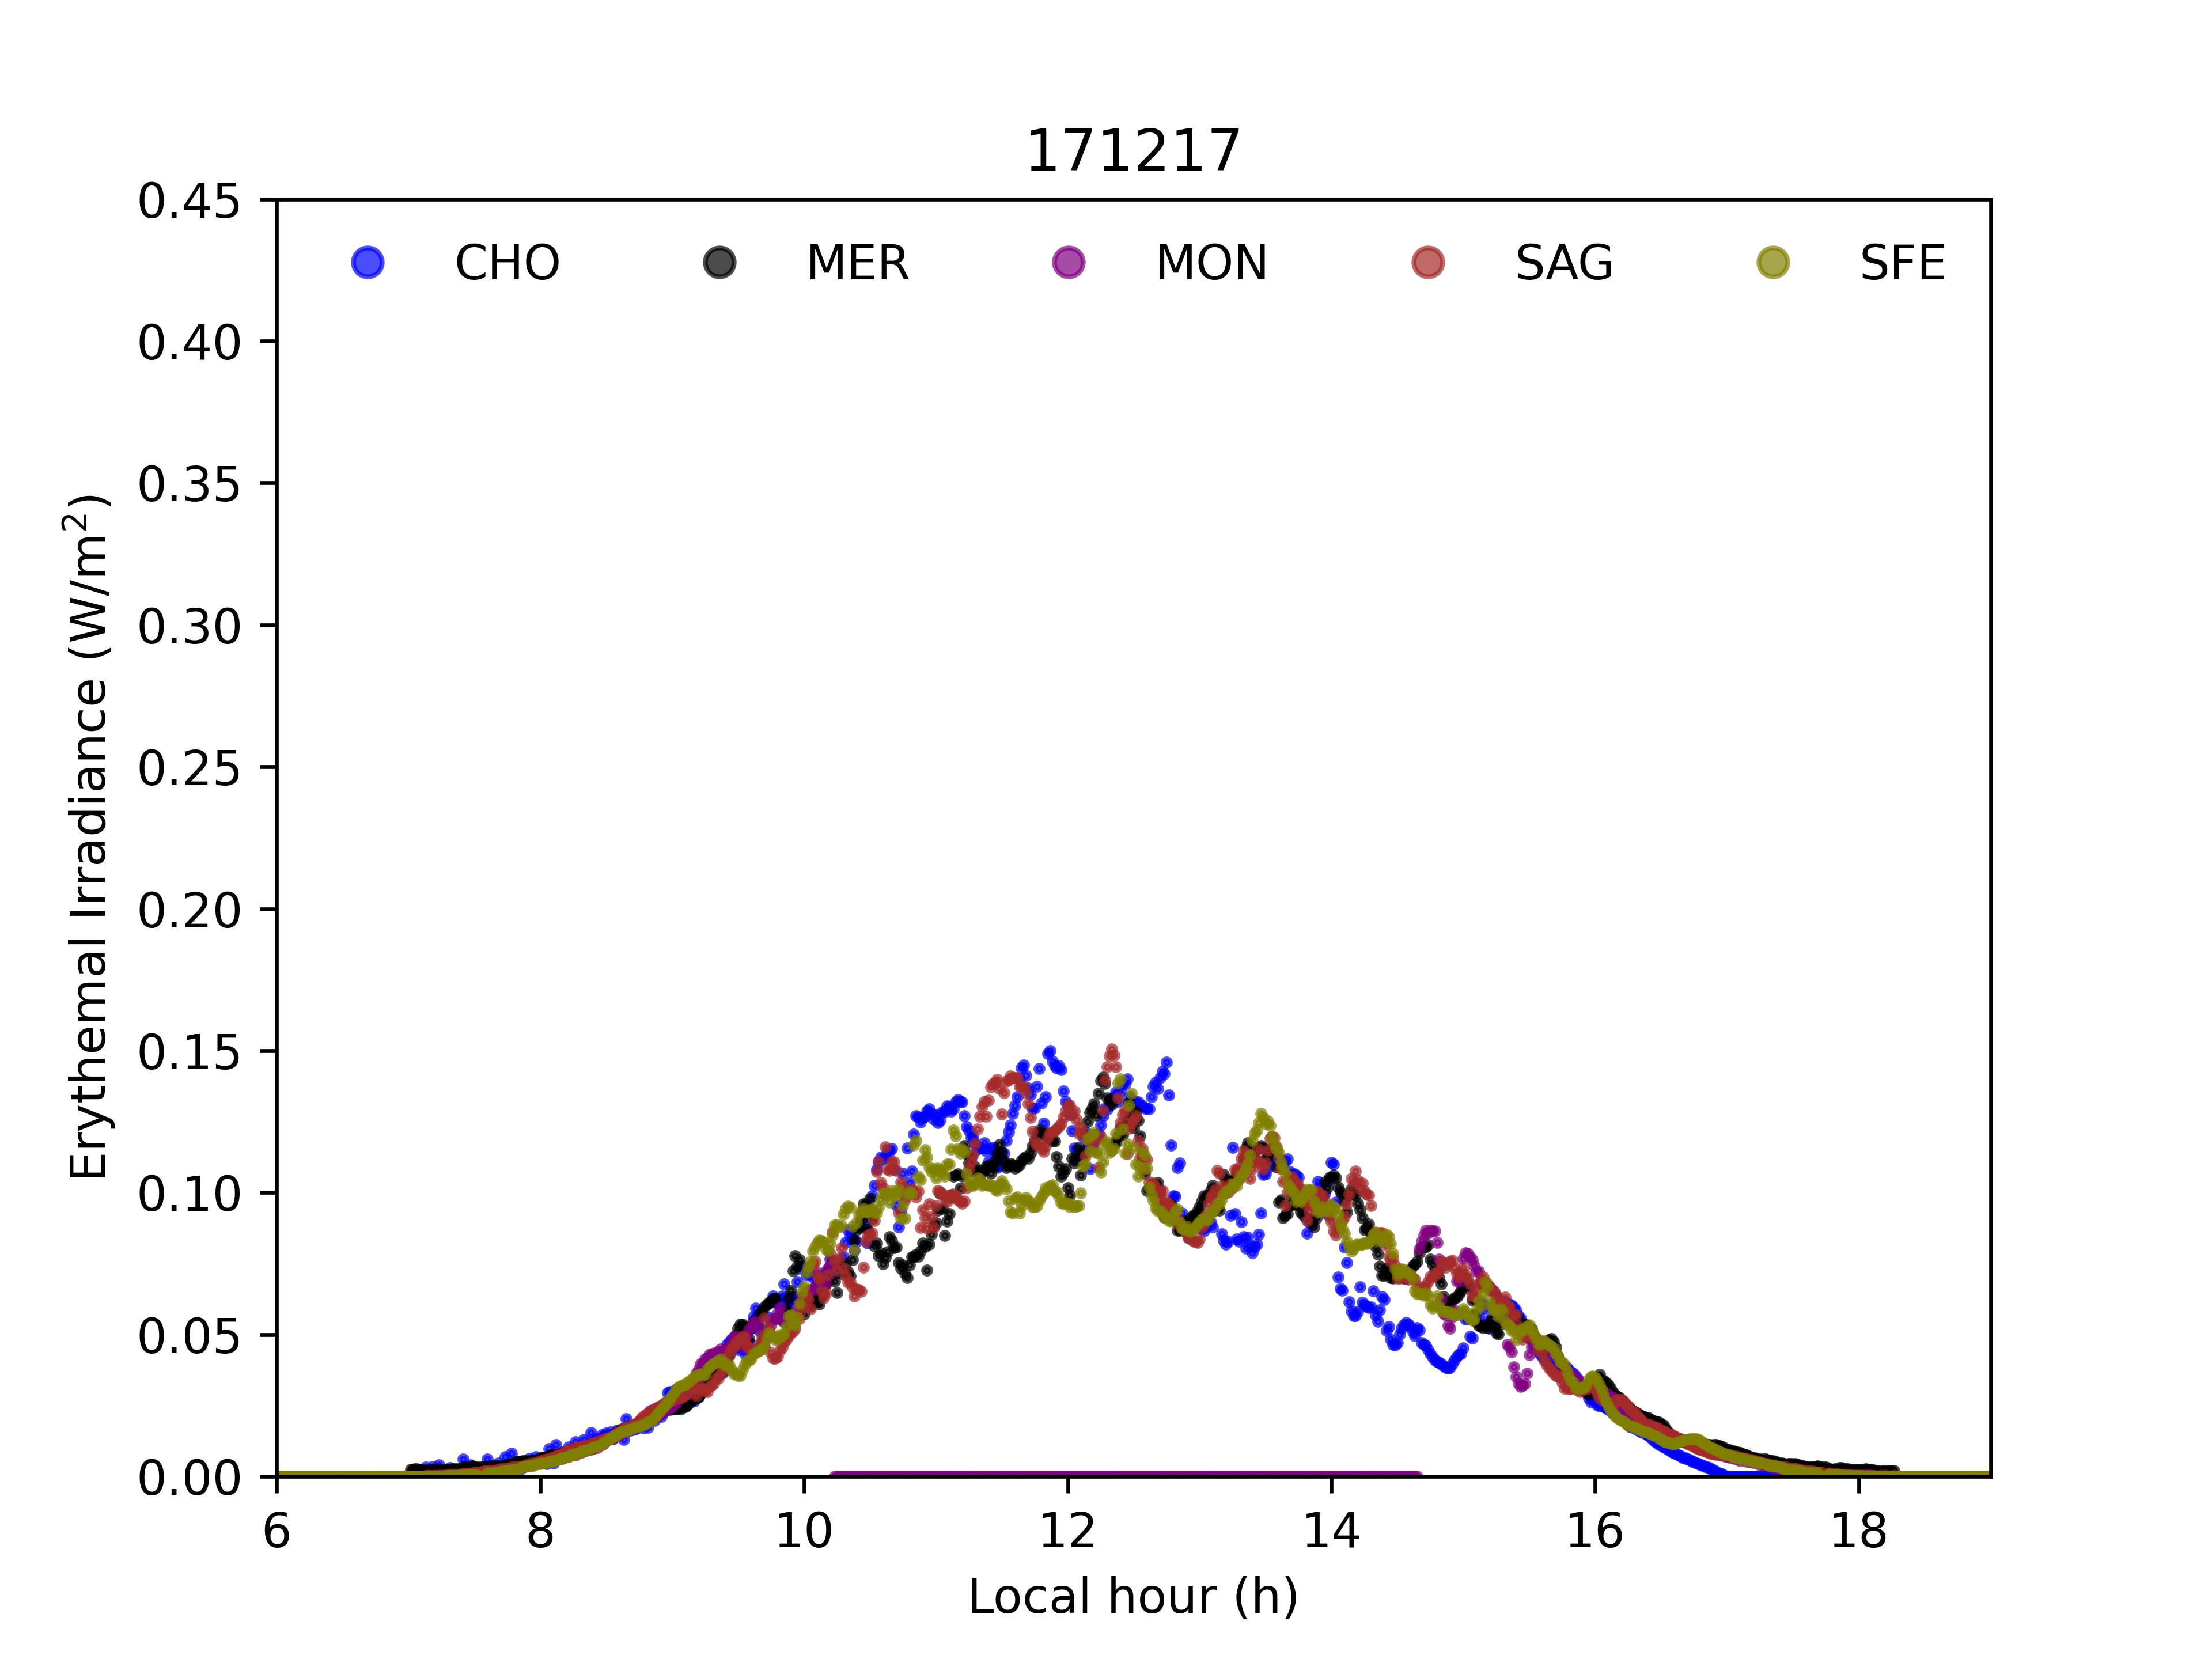 171217
0.45
CHO MER MON SAG SFE
0.40
0.35
0.30
0.25
0.20
0.15
0.10
0.05
0.00
Erythemal Irradiance (W/m²)
6 8 10 12 14 16 18
Local hour (h)